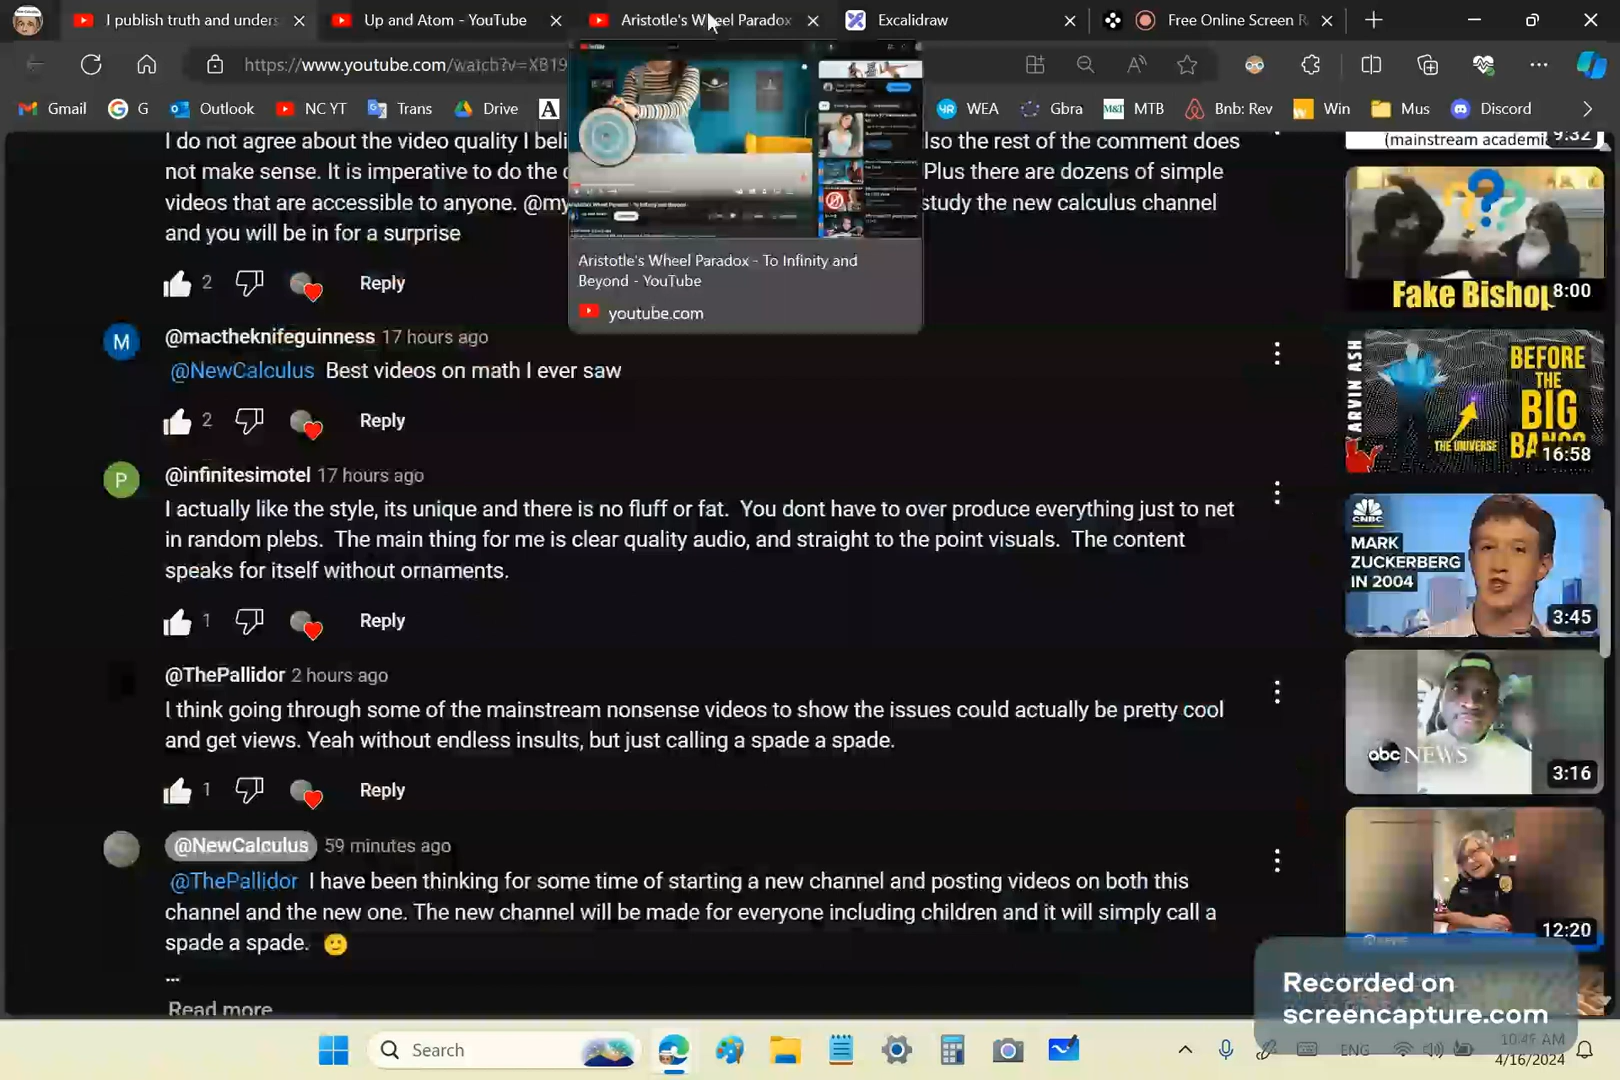 I publish truth and unders
Up and Atom - YouTube
Aristotle's Wheel Paradox
Excalidraw
Free Online Screen R
https://www.youtube.com/watch?v=XB19
Gmail
G
Outlook
NC YT
Trans
Drive
A
WEA
Gbra
M&T
MTB
Bnb: Rev
Win
Mus
Discord
I do not agree about the video quality I beli
lso the rest of the comment does
not make sense. It is imperative to do the
Plus there are dozens of simple
videos that are accessible to anyone. @my
study the new calculus channel
and you will be in for a surprise
2
Reply
Aristotle's Wheel Paradox - To Infinity and
Beyond - YouTube
youtube.com
M
@mactheknifeguinness 17 hours ago
@NewCalculus Best videos on math I ever saw
2
Reply
P
@infinitesimotel 17 hours ago
I actually like the style, its unique and there is no fluff or fat. You dont have to over produce everything just to net
in random plebs. The main thing for me is clear quality audio, and straight to the point visuals. The content
speaks for itself without ornaments.
1
Reply
@ThePallidor 2 hours ago
I think going through some of the mainstream nonsense videos to show the issues could actually be pretty cool
and get views. Yeah without endless insults, but just calling a spade a spade.
1
Reply
@NewCalculus 59 minutes ago
@ThePallidor I have been thinking for some time of starting a new channel and posting videos on both this
channel and the new one. The new channel will be made for everyone including children and it will simply call a
spade a spade. 🙂
...
Read more
(mainstream academi
9:32
Fake Bishop
8:00
ARVIN ASH
BEFORE
THE
BIG
BANG?
THE UNIVERSE
16:58
CNBC
MARK
ZUCKERBERG
IN 2004
3:45
abc NEWS
3:16
12:20
Recorded on
screencapture.com
Search
ENG
10:49 AM
4/16/2024